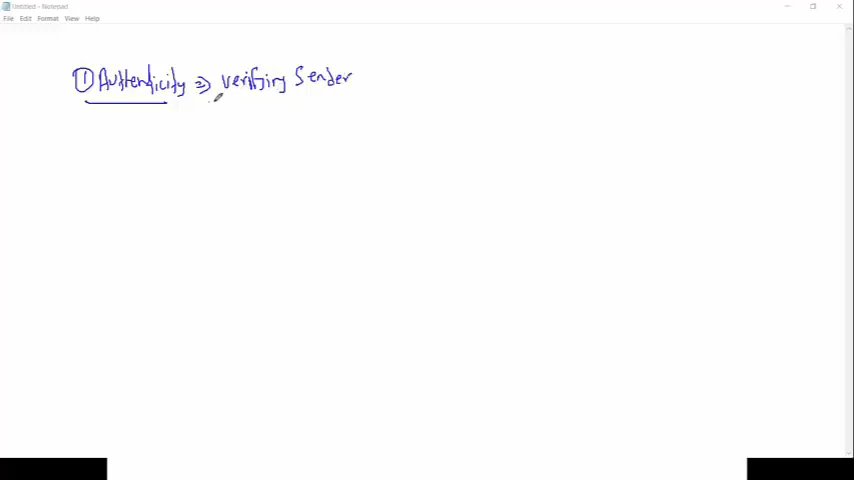 Untitled - Notepad
File Edit Format View Help
① Authenticity ⇒ verifying Sender